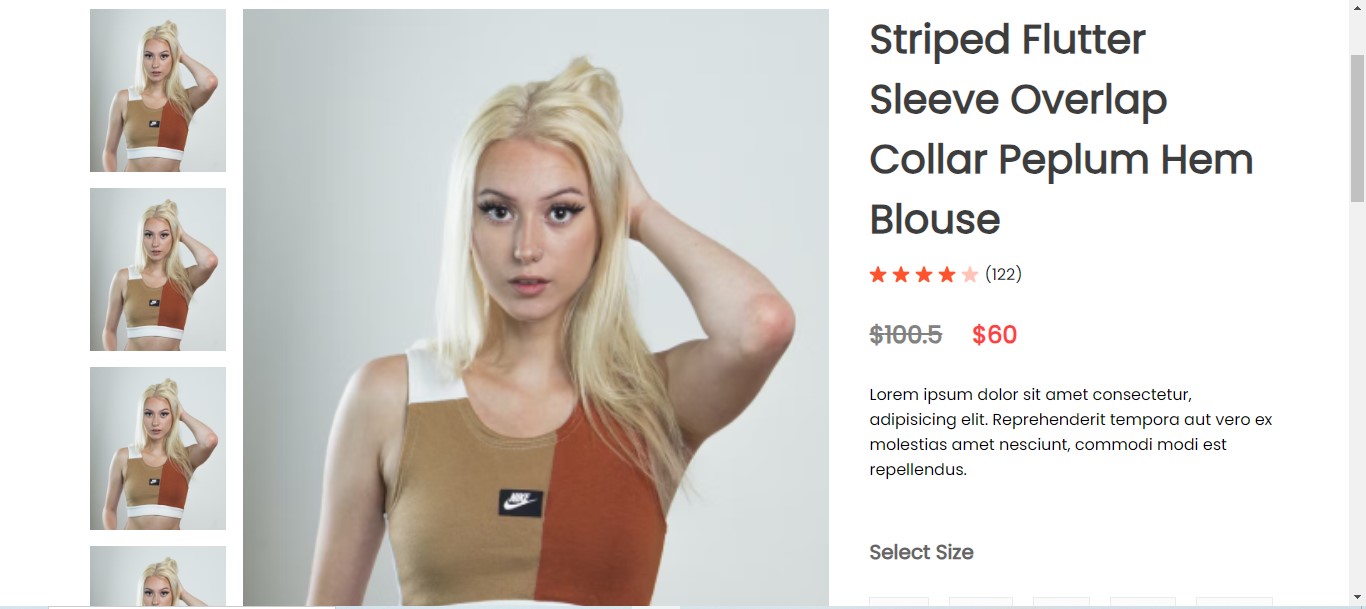 Striped Flutter
Sleeve Overlap
Collar Peplum Hem
Blouse
(122)
$100.5 $60
Lorem ipsum dolor sit amet consectetur,
adipisicing elit. Reprehenderit tempora aut vero ex
molestias amet nesciunt, commodi modi est
repellendus.
NIKE
Select Size